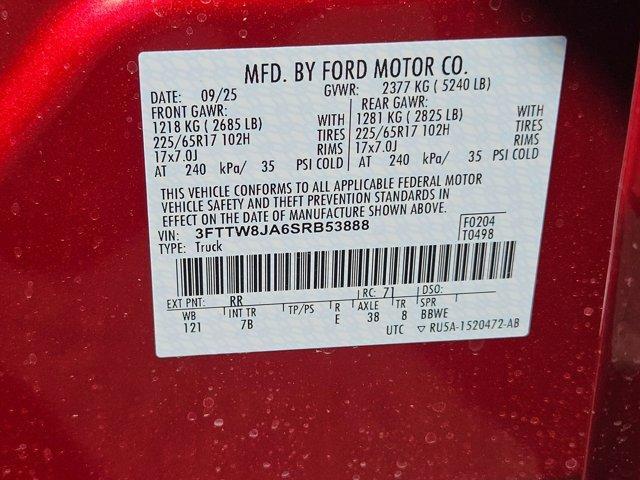 MFD. BY FORD MOTOR CO.
DATE: 09/25 GVWR: 2377 KG ( 5240 LB)
FRONT GAWR: REAR GAWR:
1218 KG ( 2685 LB) WITH 1281 KG ( 2825 LB) WITH
225/65R17 102H TIRES 225/65R17 102H TIRES
17x7.0J RIMS 17x7.0J RIMS
AT 240 kPa/ 35 PSI COLD AT 240 kPa/ 35 PSI COLD
THIS VEHICLE CONFORMS TO ALL APPLICABLE FEDERAL MOTOR
VEHICLE SAFETY AND THEFT PREVENTION STANDARDS IN
EFFECT ON THE DATE OF MANUFACTURE SHOWN ABOVE.
VIN: 3FTTW8JA6SRB53888 F0204
TYPE: Truck T0498
EXT PNT: RR RC: 71 DSO:
WB INT TR TP/PS R AXLE TR SPR
121 7B E 38 8 BBWE
UTC ▽ RU5A-1520472-AB